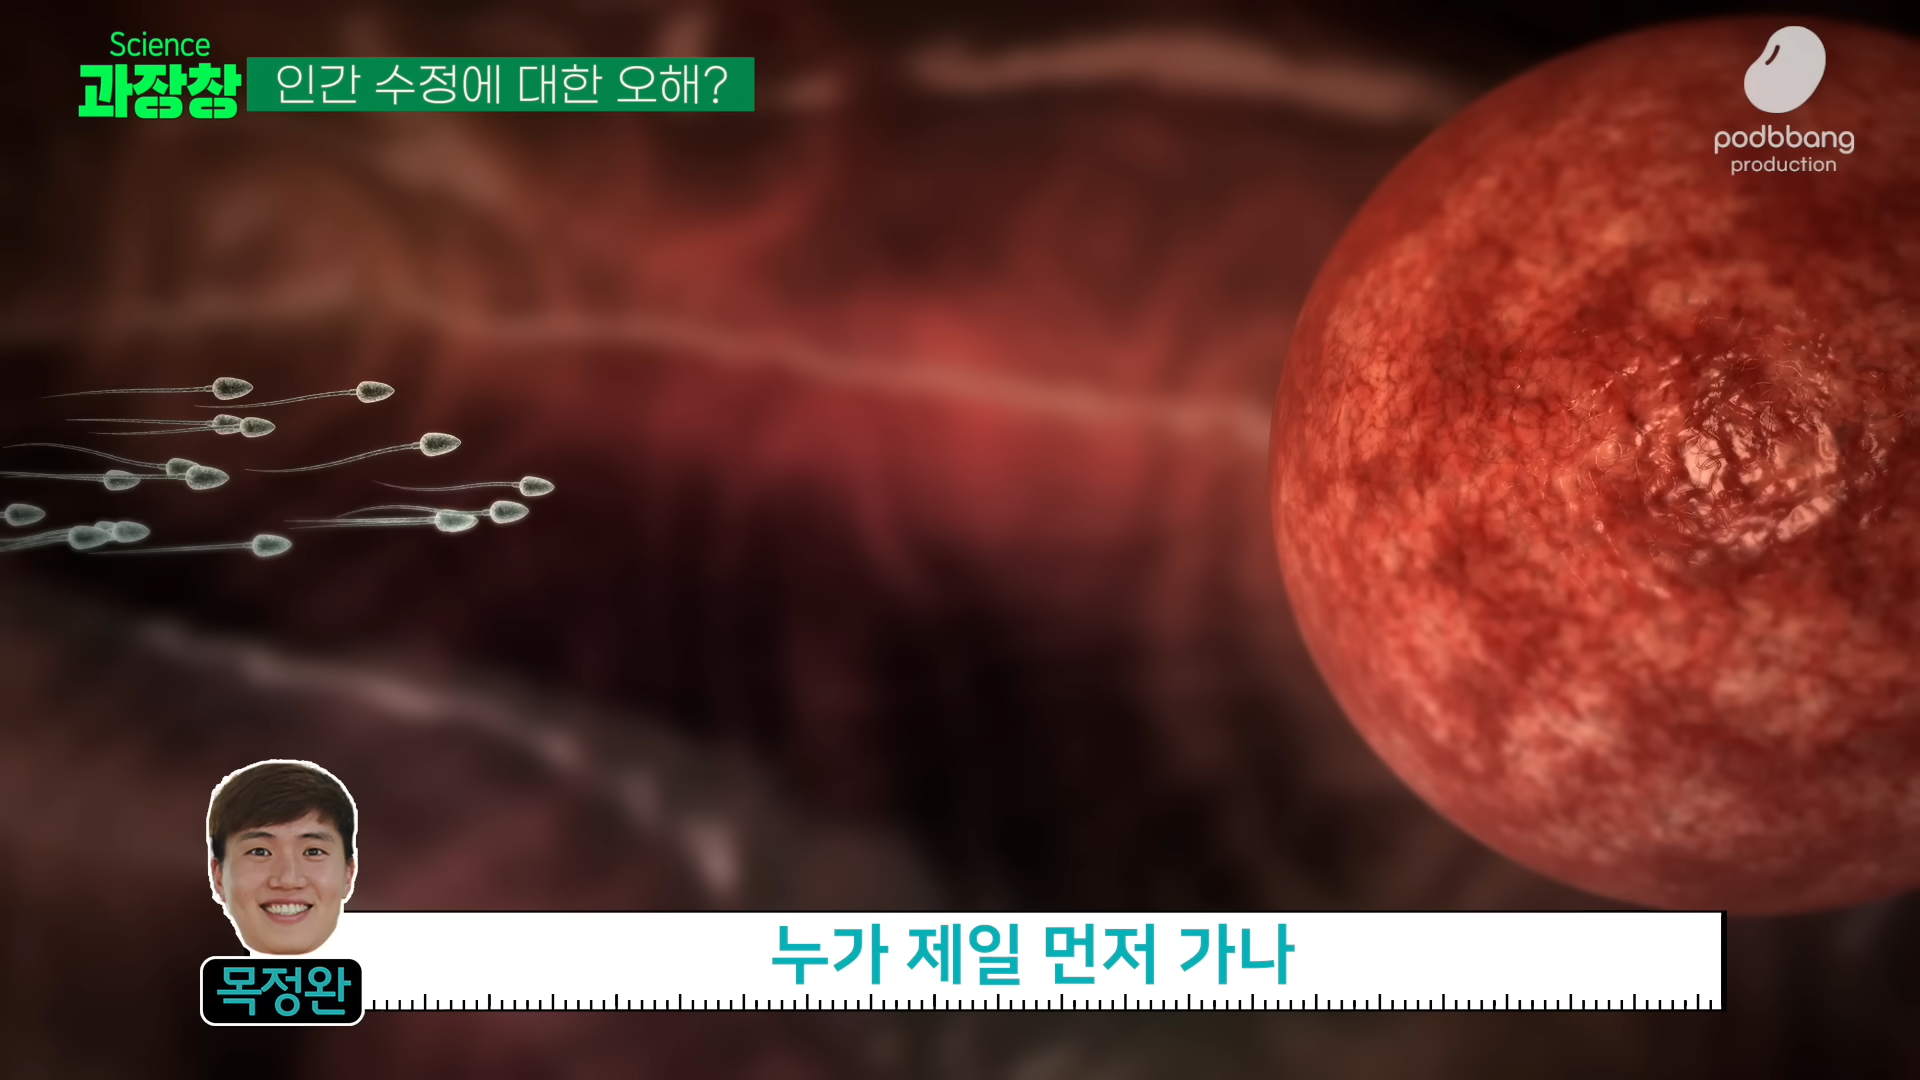 Science
과장창
인간 수정에 대한 오해?
podbbang
production
누가 제일 먼저 가나
목정완